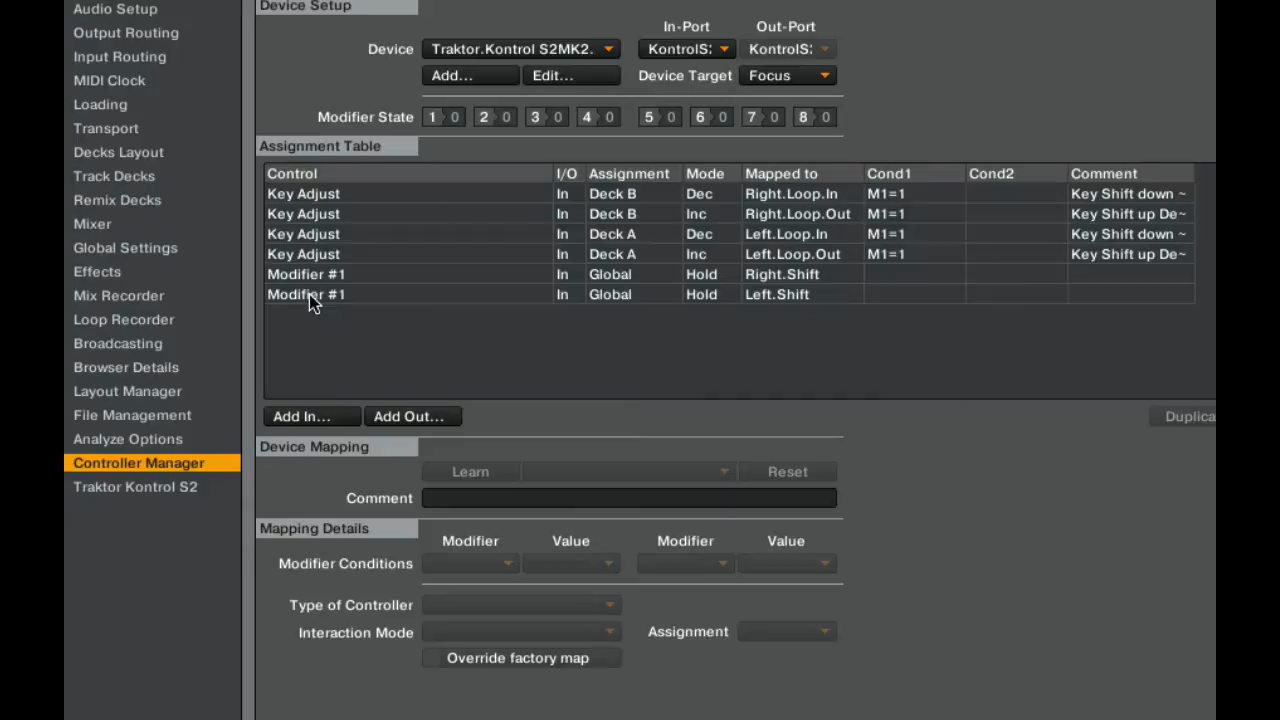 Audio Setup
Output Routing
Input Routing
MIDI Clock
Loading
Transport
Decks Layout
Track Decks
Remix Decks
Mixer
Global Settings
Effects
Mix Recorder
Loop Recorder
Broadcasting
Browser Details
Layout Manager
File Management
Analyze Options
Controller Manager
Traktor Kontrol S2
Device Setup
In-Port Out-Port
Device Traktor.Kontrol S2MK2. KontrolS: KontrolS:
Add... Edit... Device Target Focus
Modifier State 1 0 2 0 3 0 4 0 5 0 6 0 7 0 8 0
Assignment Table
Control I/O Assignment Mode Mapped to Cond1 Cond2 Comment
Key Adjust In Deck B Dec Right.Loop.In M1=1 Key Shift down ~
Key Adjust In Deck B Inc Right.Loop.Out M1=1 Key Shift up De~
Key Adjust In Deck A Dec Left.Loop.In M1=1 Key Shift down ~
Key Adjust In Deck A Inc Left.Loop.Out M1=1 Key Shift up De~
Modifier #1 In Global Hold Right.Shift
Modifier #1 In Global Hold Left.Shift
Add In... Add Out... Duplica
Device Mapping
Learn Reset
Comment
Mapping Details
Modifier Value Modifier Value
Modifier Conditions
Type of Controller
Interaction Mode Assignment
Override factory map